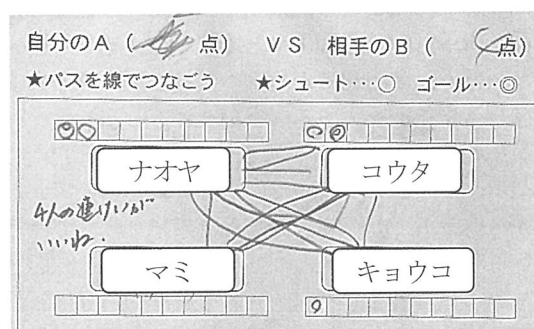 自分のA（ 点） VS 相手のB（ 点）
★パスを線でつなごう ★シュート…○ ゴール…◎
ナオヤ コウタ
4人の連けいが
いいね.
マミ キョウコ